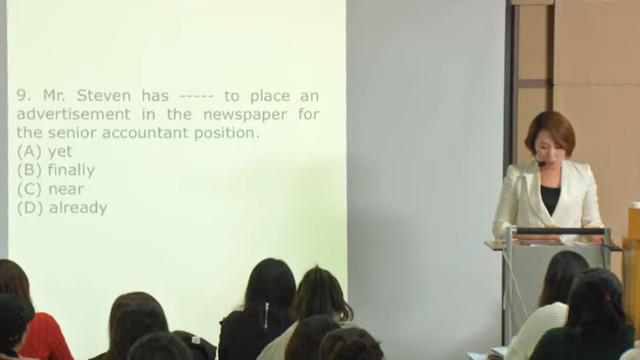 9. Mr. Steven has ----- to place an
advertisement in the newspaper for
the senior accountant position.
(A) yet
(B) finally
(C) near
(D) already